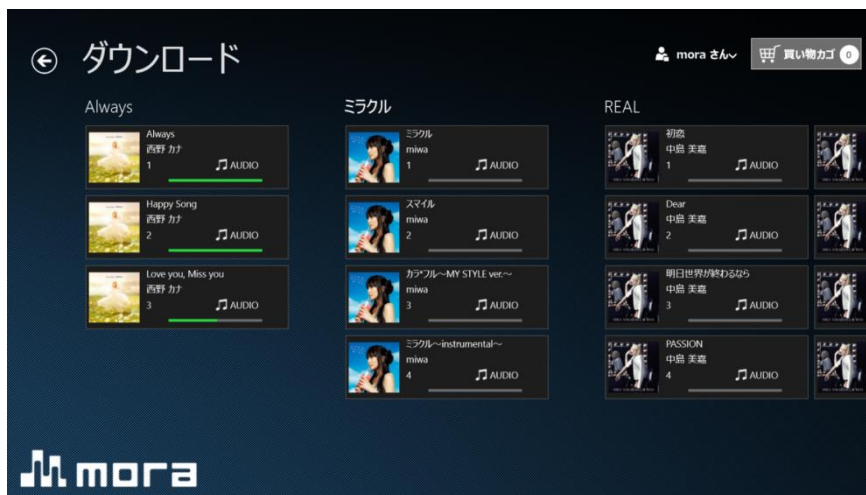 ダウンロード
mora さん
買い物カゴ 0
Always
Always
西野 カナ
1 AUDIO
Happy Song
西野 カナ
2 AUDIO
Love you, Miss you
西野 カナ
3 AUDIO
ミラクル
ミラクル
miwa
1 AUDIO
スマイル
miwa
2 AUDIO
カラ*フル～MY STYLE ver.～
miwa
3 AUDIO
ミラクル～instrumental～
miwa
4 AUDIO
REAL
初恋
中島 美嘉
1 AUDIO
Dear
中島 美嘉
2 AUDIO
明日世界が終わるなら
中島 美嘉
3 AUDIO
PASSION
中島 美嘉
4 AUDIO
mora